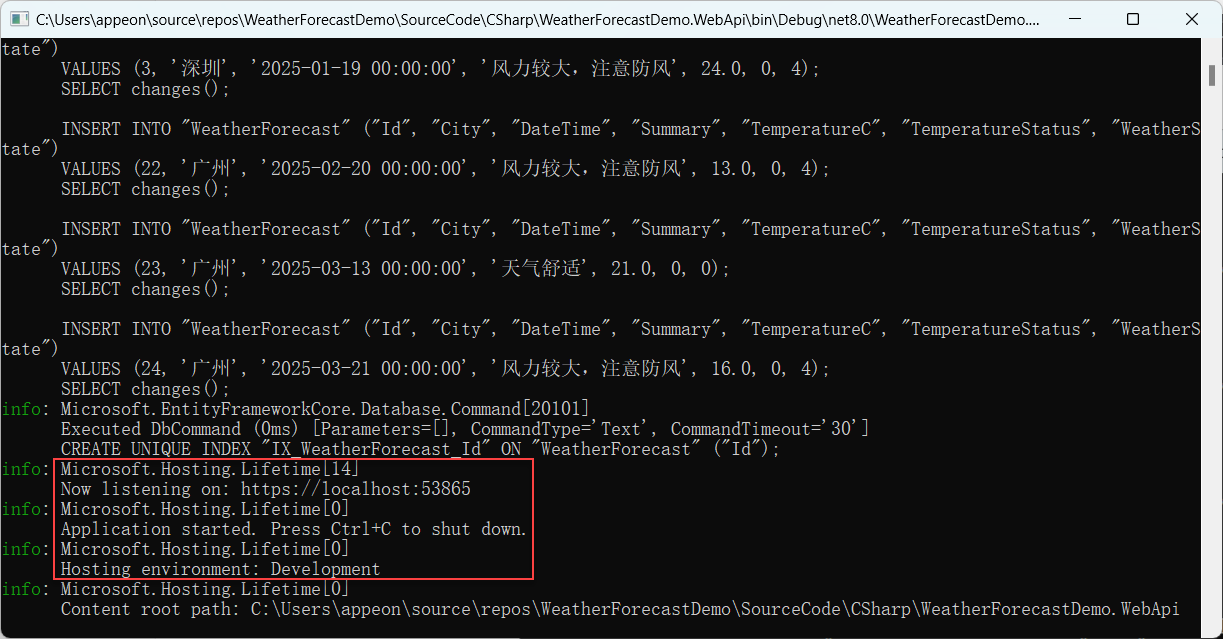 C:\Users\appeon\source\repos\WeatherForecastDemo\SourceCode\CSharp\WeatherForecastDemo.WebApi\bin\Debug\net8.0\WeatherForecastDemo....
tate")
VALUES (3, '深圳', '2025-01-19 00:00:00', '风力较大，注意防风', 24.0, 0, 4);
SELECT changes();
INSERT INTO "WeatherForecast" ("Id", "City", "DateTime", "Summary", "TemperatureC", "TemperatureStatus", "WeatherS
tate")
VALUES (22, '广州', '2025-02-20 00:00:00', '风力较大，注意防风', 13.0, 0, 4);
SELECT changes();
INSERT INTO "WeatherForecast" ("Id", "City", "DateTime", "Summary", "TemperatureC", "TemperatureStatus", "WeatherS
tate")
VALUES (23, '广州', '2025-03-13 00:00:00', '天气舒适', 21.0, 0, 0);
SELECT changes();
INSERT INTO "WeatherForecast" ("Id", "City", "DateTime", "Summary", "TemperatureC", "TemperatureStatus", "WeatherS
tate")
VALUES (24, '广州', '2025-03-21 00:00:00', '风力较大，注意防风', 16.0, 0, 4);
SELECT changes();
info: Microsoft.EntityFrameworkCore.Database.Command[20101]
Executed DbCommand (0ms) [Parameters=[], CommandType='Text', CommandTimeout='30']
CREATE UNIQUE INDEX "IX_WeatherForecast_Id" ON "WeatherForecast" ("Id");
info: Microsoft.Hosting.Lifetime[14]
Now listening on: https://localhost:53865
info: Microsoft.Hosting.Lifetime[0]
Application started. Press Ctrl+C to shut down.
info: Microsoft.Hosting.Lifetime[0]
Hosting environment: Development
info: Microsoft.Hosting.Lifetime[0]
Content root path: C:\Users\appeon\source\repos\WeatherForecastDemo\SourceCode\CSharp\WeatherForecastDemo.WebApi